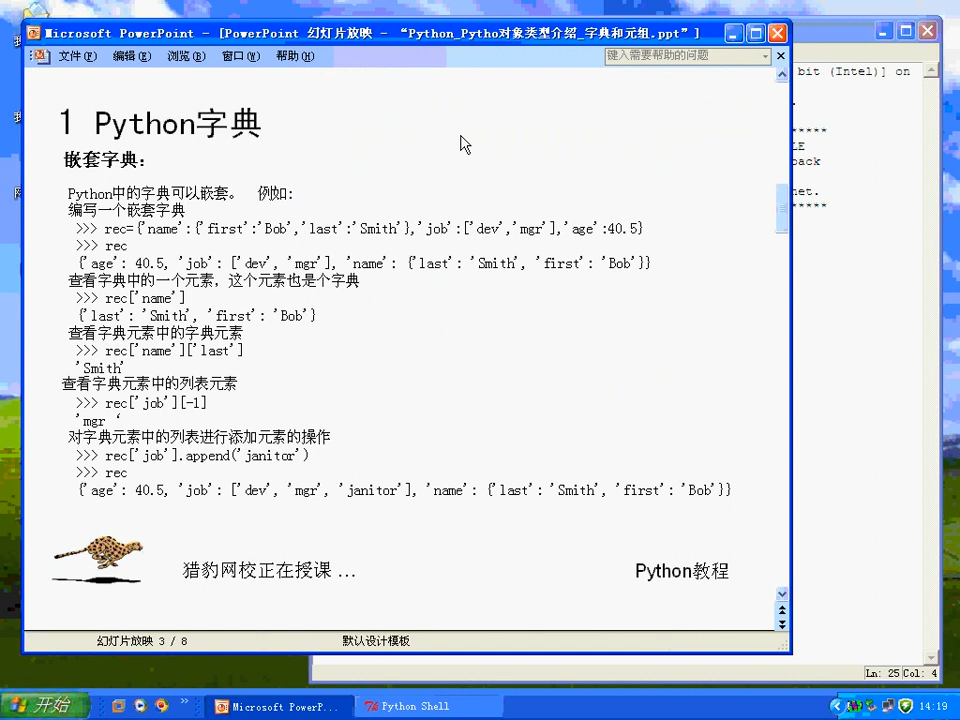 Microsoft PowerPoint - [PowerPoint 幻灯片放映 - “Python_Pytho对象类型介绍_字典和元组.ppt”]
文件(F) 编辑(E) 浏览(B) 窗口(W) 帮助(H)
键入需要帮助的问题
1 Python字典
嵌套字典：
Python中的字典可以嵌套。 例如：
编写一个嵌套字典
>>> rec={'name':{'first':'Bob','last':'Smith'},'job':['dev','mgr'],'age':40.5}
>>> rec
{'age': 40.5, 'job': ['dev', 'mgr'], 'name': {'last': 'Smith', 'first': 'Bob'}}
查看字典中的一个元素，这个元素也是个字典
>>> rec['name']
{'last': 'Smith', 'first': 'Bob'}
查看字典元素中的字典元素
>>> rec['name']['last']
'Smith'
查看字典元素中的列表元素
>>> rec['job'][-1]
'mgr ‘
对字典元素中的列表进行添加元素的操作
>>> rec['job'].append('janitor')
>>> rec
{'age': 40.5, 'job': ['dev', 'mgr', 'janitor'], 'name': {'last': 'Smith', 'first': 'Bob'}}
猎豹网校正在授课 ...
Python教程
幻灯片放映 3 / 8
默认设计模板
bit (Intel)] on
*****
LE
back
net.
*****
Ln: 25 Col: 4
开始
Microsoft PowerP...
Python Shell
14:19